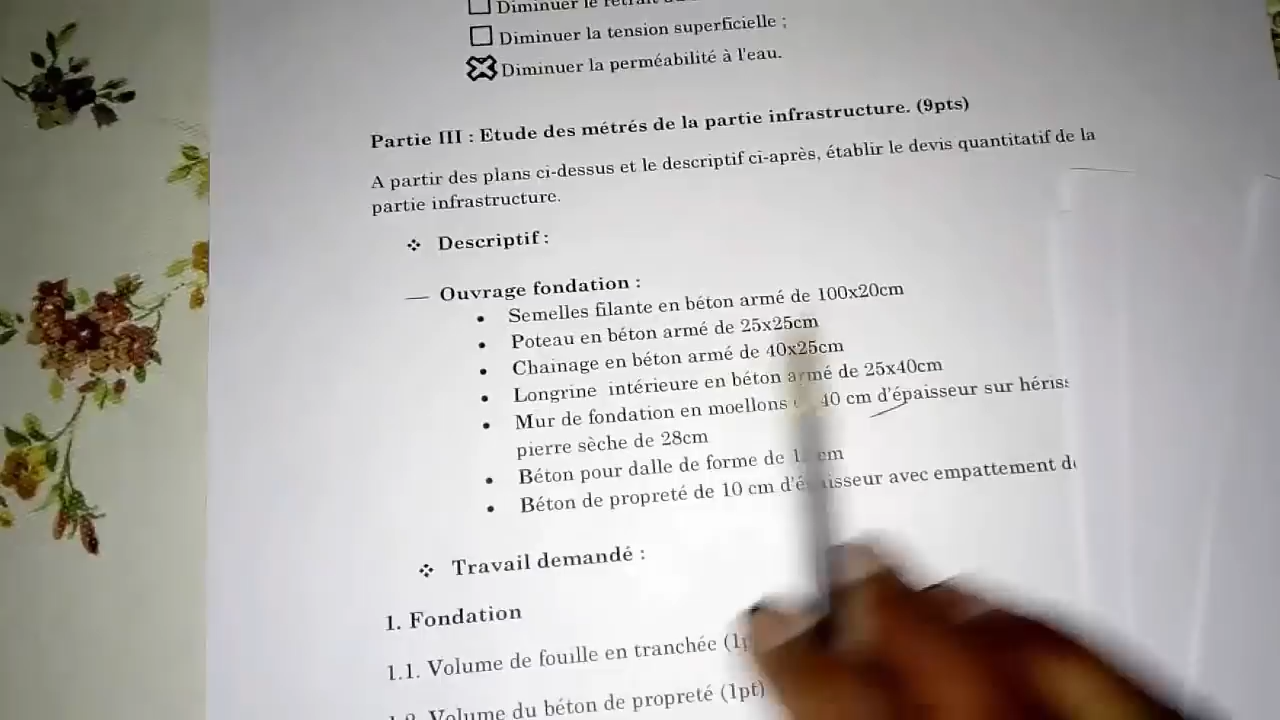 Diminuer le
Diminuer la tension superficielle ;
Diminuer la perméabilité à l'eau.
Partie III : Etude des métrés de la partie infrastructure. (9pts)
A partir des plans ci-dessus et le descriptif ci-après, établir le devis quantitatif de la
partie infrastructure.
❖ Descriptif :
— Ouvrage fondation :
• Semelles filante en béton armé de 100x20cm
• Poteau en béton armé de 25x25cm
• Chainage en béton armé de 40x25cm
• Longrine intérieure en béton armé de 25x40cm
• Mur de fondation en moellons 40 cm d'épaisseur sur
pierre sèche de 28cm
• Béton pour dalle de forme de cm
• Béton de propreté de 10 cm d'épaisseur avec empattement
❖ Travail demandé :
1. Fondation
1.1. Volume de fouille en tranchée
Volume du béton de propreté (1pt)